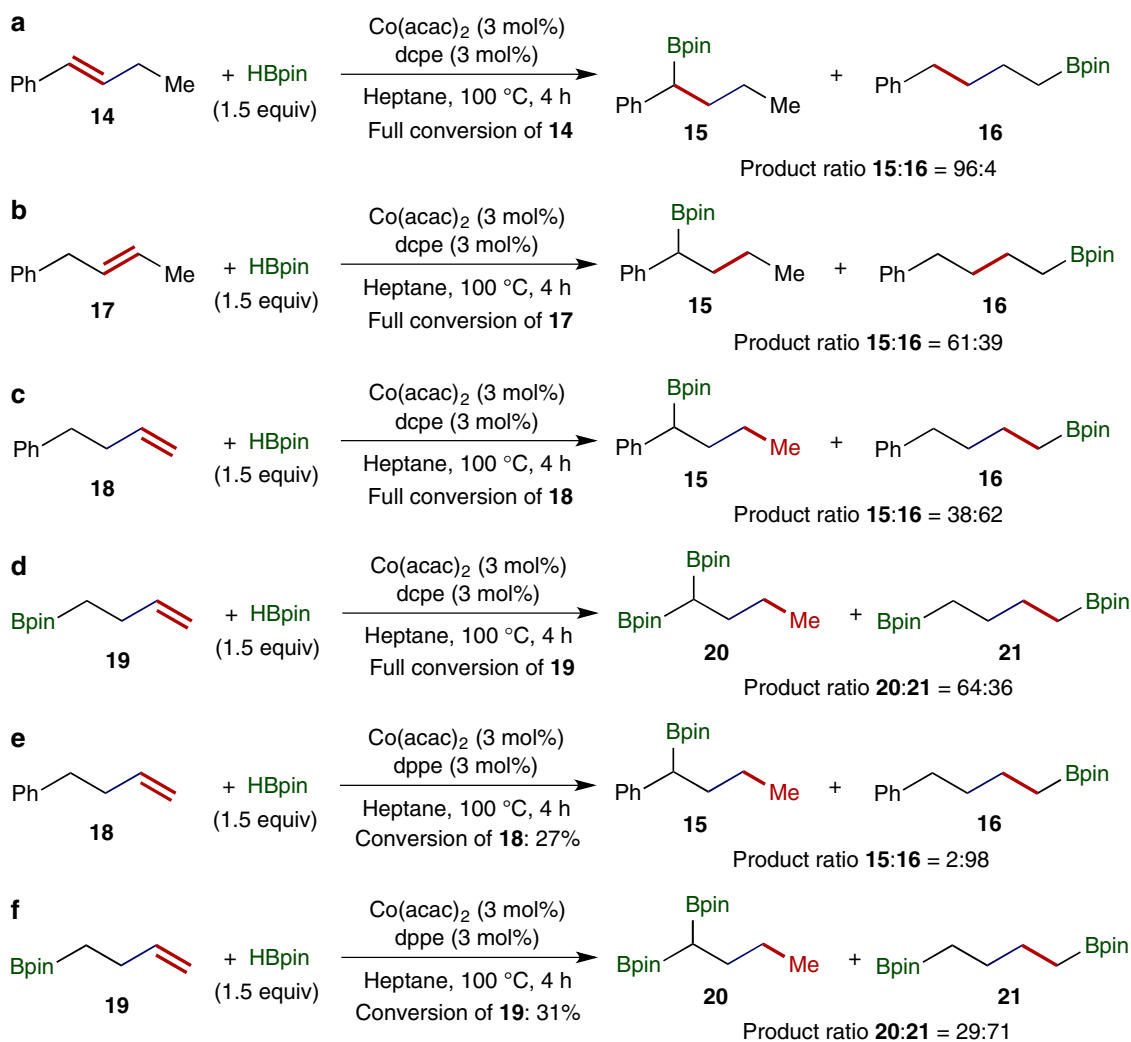 a
Ph
14
Me
+ HBpin
(1.5 equiv)
Co(acac)2 (3 mol%)
dcpe (3 mol%)
Heptane, 100 °C, 4 h
Full conversion of 14
Bpin
Ph
Me
15
+
Ph
Bpin
16
Product ratio 15:16 = 96:4
b
Ph
17
Me
+ HBpin
(1.5 equiv)
Co(acac)2 (3 mol%)
dcpe (3 mol%)
Heptane, 100 °C, 4 h
Full conversion of 17
Bpin
Ph
Me
15
+
Ph
Bpin
16
Product ratio 15:16 = 61:39
c
Ph
18
+ HBpin
(1.5 equiv)
Co(acac)2 (3 mol%)
dcpe (3 mol%)
Heptane, 100 °C, 4 h
Full conversion of 18
Bpin
Ph
Me
15
+
Ph
Bpin
16
Product ratio 15:16 = 38:62
d
Bpin
19
+ HBpin
(1.5 equiv)
Co(acac)2 (3 mol%)
dcpe (3 mol%)
Heptane, 100 °C, 4 h
Full conversion of 19
Bpin
Bpin
Me
20
+
Bpin
Bpin
21
Product ratio 20:21 = 64:36
e
Ph
18
+ HBpin
(1.5 equiv)
Co(acac)2 (3 mol%)
dppe (3 mol%)
Heptane, 100 °C, 4 h
Conversion of 18: 27%
Bpin
Ph
Me
15
+
Ph
Bpin
16
Product ratio 15:16 = 2:98
f
Bpin
19
+ HBpin
(1.5 equiv)
Co(acac)2 (3 mol%)
dppe (3 mol%)
Heptane, 100 °C, 4 h
Conversion of 19: 31%
Bpin
Bpin
Me
20
+
Bpin
Bpin
21
Product ratio 20:21 = 29:71